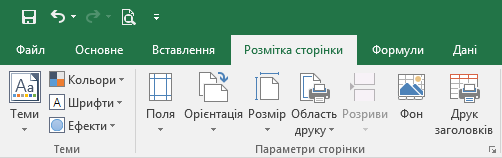 Файл Основне Вставлення Розмітка сторінки Формули Дані
Aa Кольори
Шрифти
Ефекти
Теми
Поля Орієнтація Розмір Область друку Розриви Фон Друк заголовків
Теми Параметри сторінки